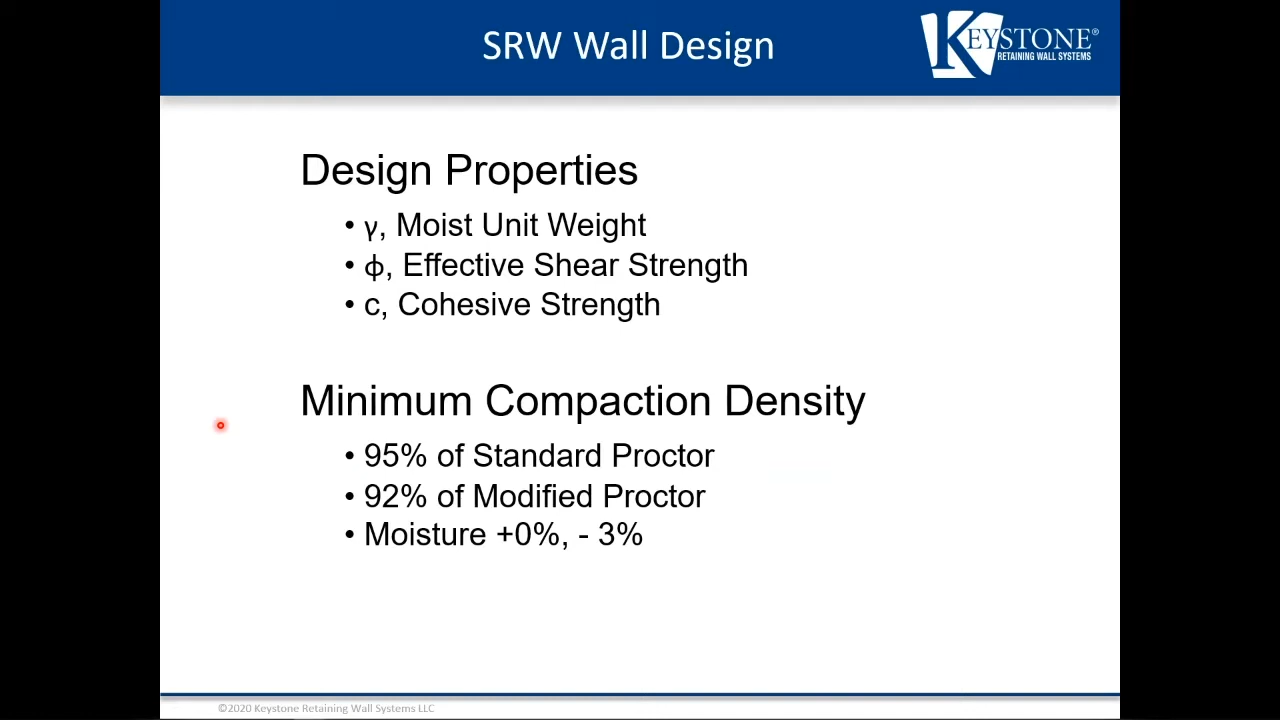 SRW Wall Design
KEYSTONE®
RETAINING WALL SYSTEMS
Design Properties
• γ, Moist Unit Weight
• ϕ, Effective Shear Strength
• c, Cohesive Strength
Minimum Compaction Density
• 95% of Standard Proctor
• 92% of Modified Proctor
• Moisture +0%, - 3%
©2020 Keystone Retaining Wall Systems LLC